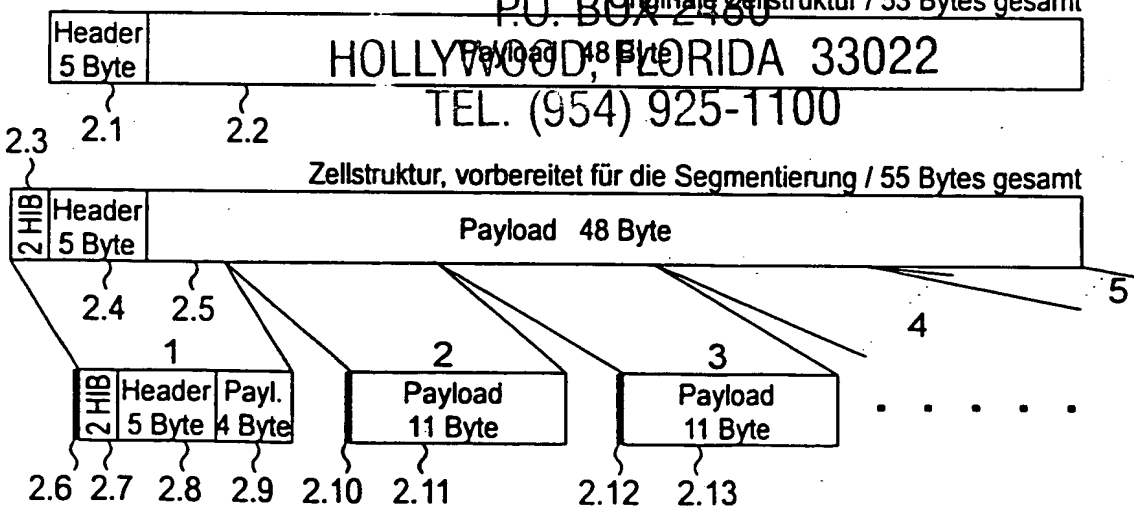 Originale Zellstruktur / 53 Bytes gesamt
P.O. BOX 2480
Header
5 Byte
Payload 48 Byte
HOLLYWOOD, FLORIDA 33022
TEL. (954) 925-1100
2.1 2.2
2.3
Zellstruktur, vorbereitet für die Segmentierung / 55 Bytes gesamt
2 HIB
Header
5 Byte
Payload 48 Byte
2.4 2.5
5
4
1 2 3
2 HIB
Header
5 Byte
Payl.
4 Byte
Payload
11 Byte
Payload
11 Byte
. . . . .
2.6 2.7 2.8 2.9 2.10 2.11 2.12 2.13